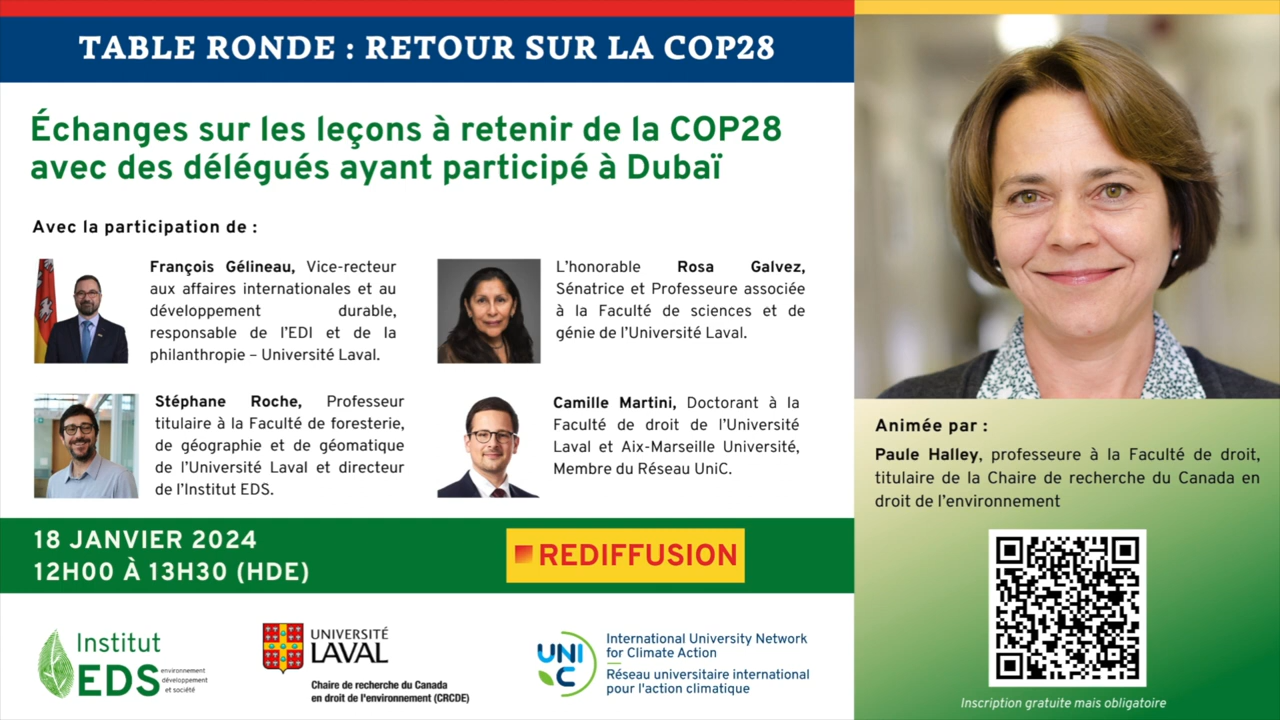 TABLE RONDE : RETOUR SUR LA COP28
Échanges sur les leçons à retenir de la COP28
avec des délégués ayant participé à Dubaï
Avec la participation de :
François Gélineau, Vice-recteur
aux affaires internationales et au
développement durable,
responsable de l'EDI et de la
philanthropie – Université Laval.
L'honorable Rosa Galvez,
Sénatrice et Professeure associée
à la Faculté de sciences et de
génie de l'Université Laval.
Stéphane Roche, Professeur
titulaire à la Faculté de foresterie,
de géographie et de géomatique
de l'Université Laval et directeur
de l'Institut EDS.
Camille Martini, Doctorant à la
Faculté de droit de l'Université
Laval et Aix-Marseille Université,
Membre du Réseau UniC.
18 JANVIER 2024
12H00 À 13H30 (HDE)
REDIFFUSION
Institut
EDS
environnement
développement
et société
UNIVERSITÉ
LAVAL
Chaire de recherche du Canada
en droit de l'environnement (CRCDE)
UNI
C
International University Network
for Climate Action
Réseau universitaire international
pour l'action climatique
Animée par :
Paule Halley, professeure à la Faculté de droit,
titulaire de la Chaire de recherche du Canada en
droit de l'environnement
Inscription gratuite mais obligatoire